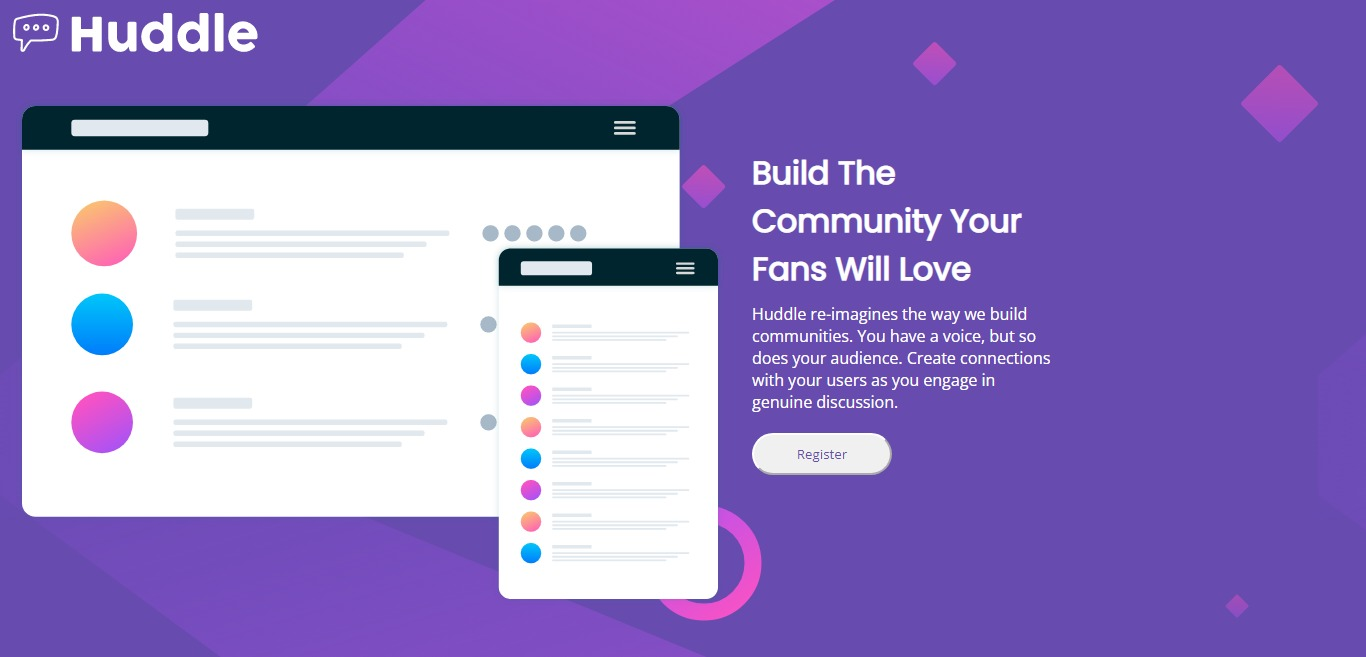 Huddle
Build The
Community Your
Fans Will Love
Huddle re-imagines the way we build
communities. You have a voice, but so
does your audience. Create connections
with your users as you engage in
genuine discussion.
Register